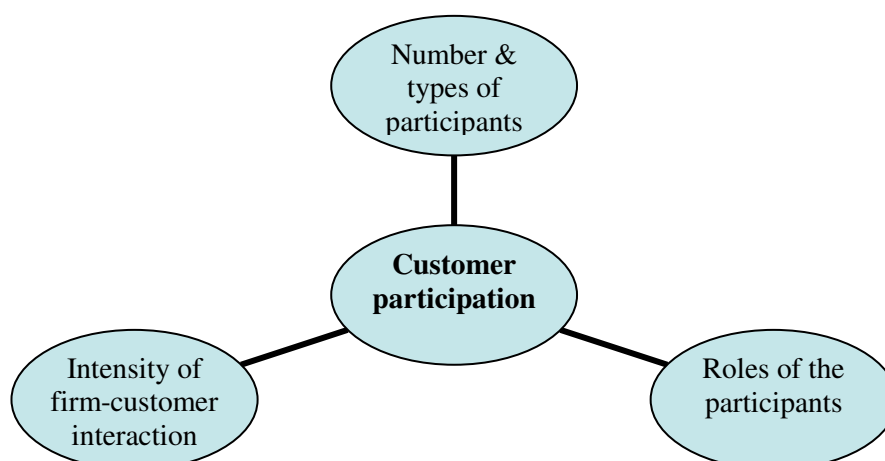 Number &
types of
participants
Customer
participation
Intensity of
firm-customer
interaction
Roles of the
participants